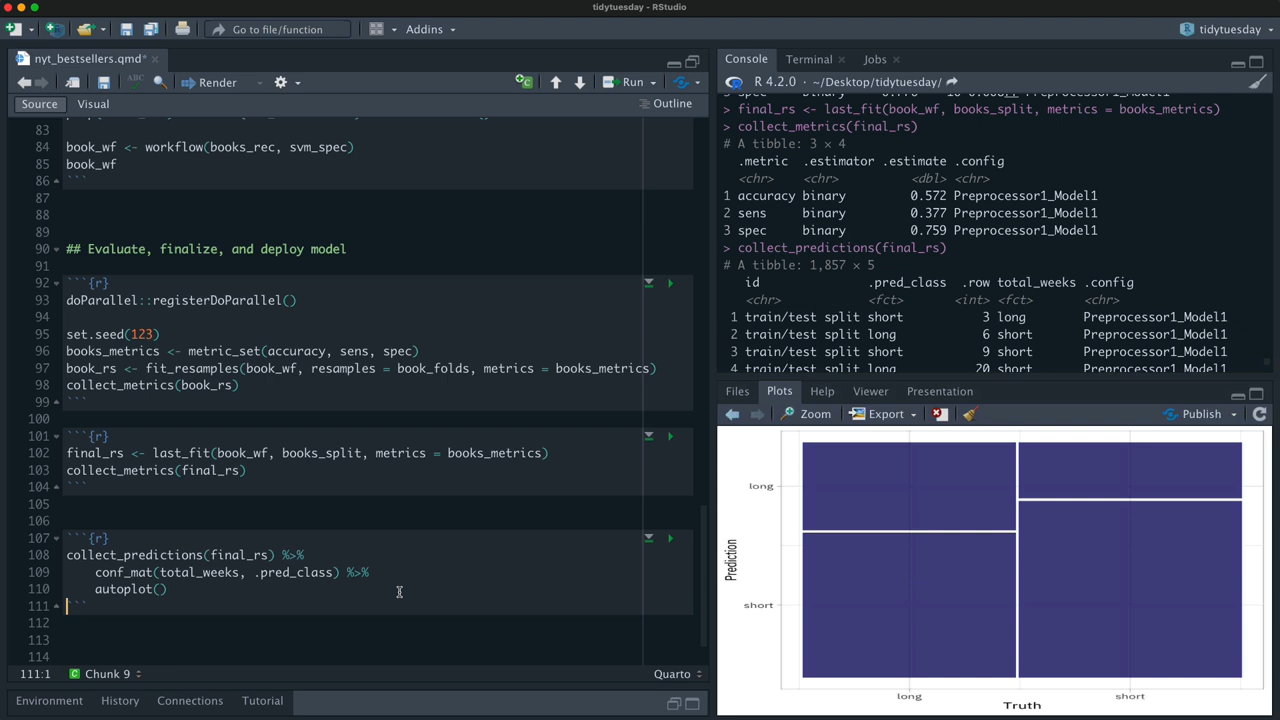 tidytuesday - RStudio
Go to file/function
Addins
tidytuesday
nyt_bestsellers.qmd*
Render
Run
Source
Visual
Outline
83
84 book_wf <- workflow(books_rec, svm_spec)
85 book_wf
86 ```
87
88
89
90 ## Evaluate, finalize, and deploy model
91
92 ```{r}
93 doParallel::registerDoParallel()
94
95 set.seed(123)
96 books_metrics <- metric_set(accuracy, sens, spec)
97 book_rs <- fit_resamples(book_wf, resamples = book_folds, metrics = books_metrics)
98 collect_metrics(book_rs)
99 ```
100
101 ```{r}
102 final_rs <- last_fit(book_wf, books_split, metrics = books_metrics)
103 collect_metrics(final_rs)
104 ```
105
106
107 ```{r}
108 collect_predictions(final_rs) %>%
109 conf_mat(total_weeks, .pred_class) %>%
110 autoplot()
111 ```
112
113
114
111:1
Chunk 9
Quarto
Environment
History
Connections
Tutorial
Console
Terminal
Jobs
R 4.2.0 · ~/Desktop/tidytuesday/
> final_rs <- last_fit(book_wf, books_split, metrics = books_metrics)
> collect_metrics(final_rs)
# A tibble: 3 × 4
.metric .estimator .estimate .config
<chr> <chr> <dbl> <chr>
1 accuracy binary 0.572 Preprocessor1_Model1
2 sens binary 0.377 Preprocessor1_Model1
3 spec binary 0.759 Preprocessor1_Model1
> collect_predictions(final_rs)
# A tibble: 1,857 × 5
id .pred_class .row total_weeks .config
<chr> <fct> <int> <fct> <chr>
1 train/test split short 3 long Preprocessor1_Model1
2 train/test split long 6 short Preprocessor1_Model1
3 train/test split short 9 short Preprocessor1_Model1
4 train/test split long 20 short Preprocessor1_Model1
Files
Plots
Help
Viewer
Presentation
Zoom
Export
Publish
long
Prediction
short
long
short
Truth